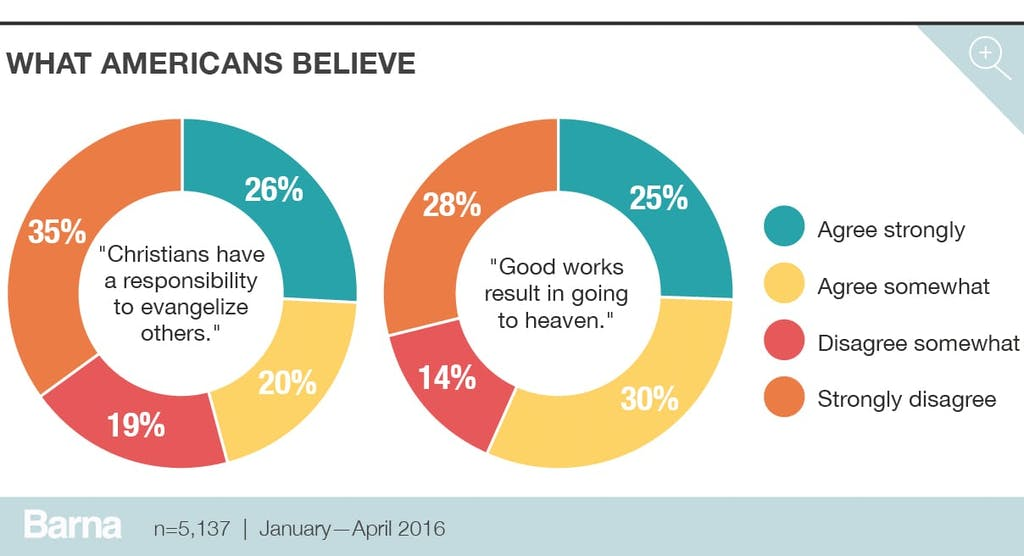 WHAT AMERICANS BELIEVE
26%
20%
19%
35%
"Christians have
a responsibility
to evangelize
others."
25%
30%
14%
28%
"Good works
result in going
to heaven."
Agree strongly
Agree somewhat
Disagree somewhat
Strongly disagree
Barna n=5,137 | January—April 2016